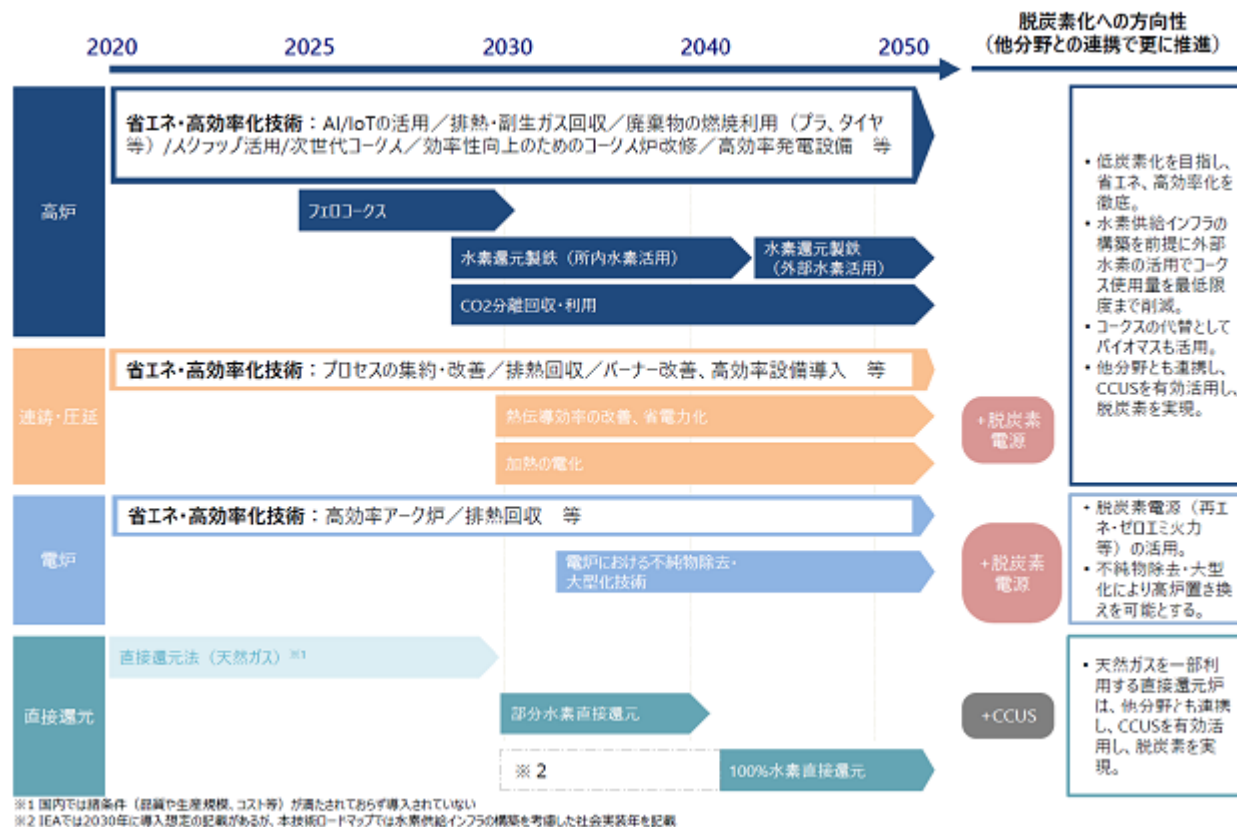 脱炭素化への方向性
（他分野との連携で更に推進）
2020 2025 2030 2040 2050
高炉
省エネ・高効率化技術：AI/IoTの活用／排熱・副生ガス回収／廃棄物の燃焼利用（プラ、タイヤ
等）/スクラップ活用/次世代コークス／効率性向上のためのコークス炉改修／高効率発電設備　等
フェロコークス
水素還元製鉄（所内水素活用）
水素還元製鉄
（外部水素活用）
CO2分離回収・利用
・低炭素化を目指し、
省エネ、高効率化を
徹底。
・水素供給インフラの
構築を前提に外部
水素の活用でコーク
ス使用量を最低限
度まで削減。
・コークスの代替として
バイオマスも活用。
・他分野とも連携し、
CCUSを有効活用し、
脱炭素を実現。
連鋳・圧延
省エネ・高効率化技術：プロセスの集約・改善／排熱回収／バーナー改善、高効率設備導入　等
熱伝導効率の改善、省電力化
加熱の電化
+脱炭素
電源
電炉
省エネ・高効率化技術：高効率アーク炉／排熱回収　等
電炉における不純物除去・
大型化技術
+脱炭素
電源
・脱炭素電源（再エ
ネ・ゼロエミ火力
等）の活用。
・不純物除去・大型
化により高炉置き換
えを可能とする。
直接還元
直接還元法（天然ガス）※1
部分水素直接還元
※2
100%水素直接還元
+CCUS
・天然ガスを一部利
用する直接還元炉
は、他分野とも連携
し、CCUSを有効活
用し、脱炭素を実
現。
※1 国内では諸条件（品質や生産規模、コスト等）が満たされておらず導入されていない
※2 IEAでは2030年に導入想定の記載があるが、本技術ロードマップでは水素供給インフラの構築を考慮した社会実装年を記載